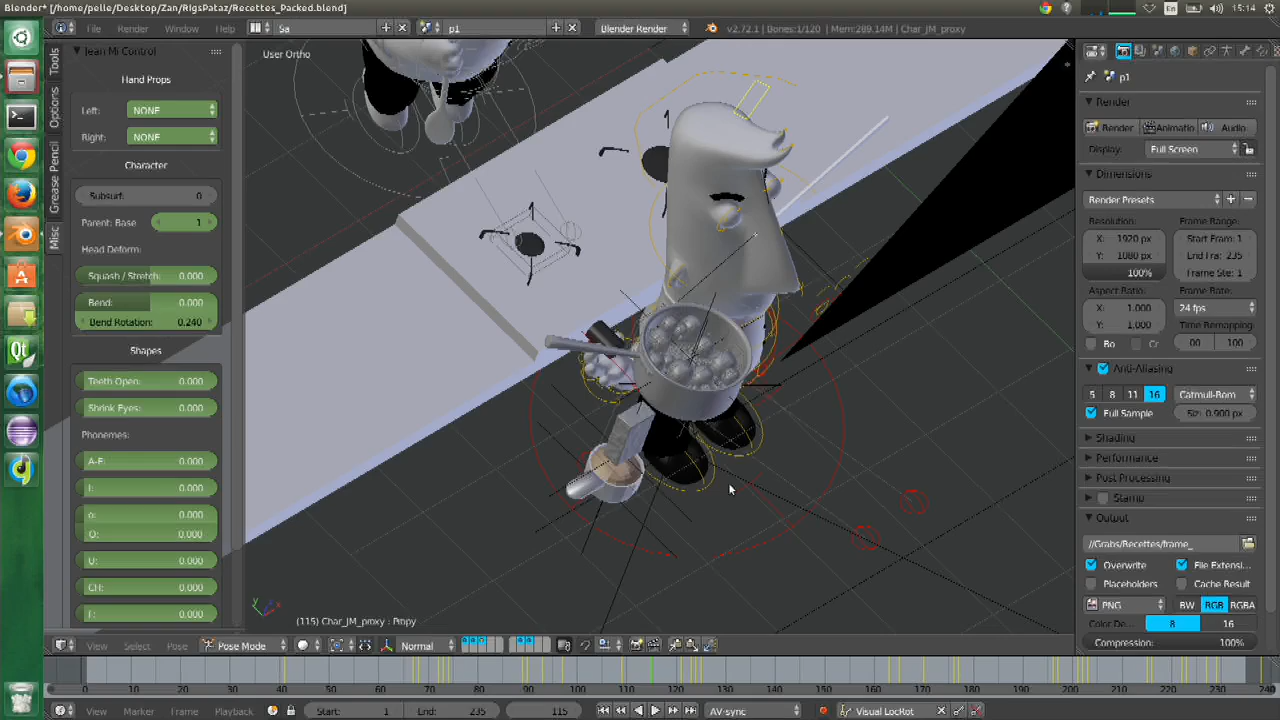 Blender* [/home/pelle/Desktop/Zan/RigsPataz/Recettes_Packed.blend]
En 15:14
File Render Window Help Sa p1 Blender Render v2.72.1 | Bones:1/120 | Mem:289.14M | Char_JM_proxy
Tools
Options
Grease Pencil
Misc
Jean Mi Control
Hand Props
Left: NONE
Right: NONE
Character
Subsurf: 0
Parent: Base 1
Head Deform:
Squash / Stretch: 0.000
Bend: 0.000
Bend Rotation: 0.240
Shapes
Teeth Open: 0.000
Shrink Eyes: 0.000
Phonemes:
A-E: 0.000
I: 0.000
o: 0.000
O: 0.000
U: 0.000
CH: 0.000
F: 0.000
User Ortho
(115) Char_JM_proxy : Propy
View Select Pose Pose Mode Normal
p1
Render
Render Animatio Audio
Display: Full Screen
Dimensions
Render Presets
Resolution: Frame Range:
X: 1920 px Start Fram: 1
Y: 1080 px End Fra: 235
100% Frame Ste: 1
Aspect Ratio: Frame Rate:
X: 1.000 24 fps
Y: 1.000 Time Remapping:
Bo Cr 00 100
Anti-Aliasing
5 8 11 16 Catmull-Rom
Full Sample Siz: 0.900 px
Shading
Performance
Post Processing
Stamp
Output
//Grabs/Recettes/frame_
Overwrite File Extensi...
Placeholders Cache Result
PNG BW RGB RGBA
Color De... 8 16
Compression: 100%
0 10 20 30 40 50 60 70 80 90 100 110 120 130 140 150 160 170 180 190 200 210 220 230 240
View Marker Frame Playback Start: 1 End: 235 115 AV-sync Visual LocRot